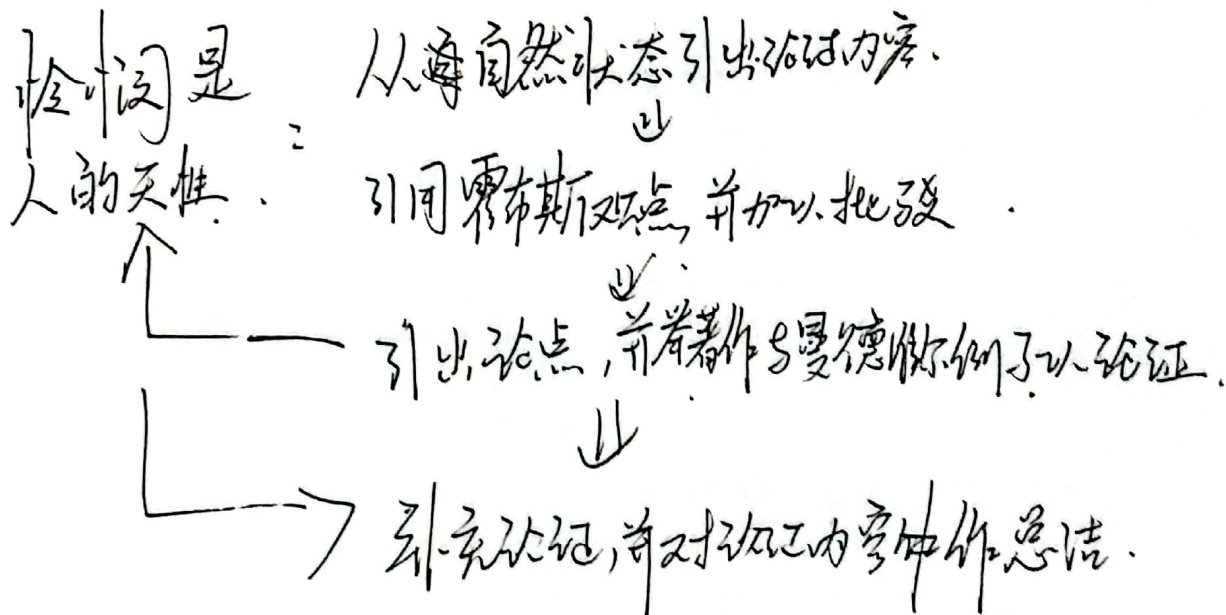 怜悯是
人的天性.:
从自然状态引出论述内容.
引用霍布斯观点,并加以批驳.
引出论点,并举著作与曼德维尔例子以论证.
补充论证,并对论证内容作总结.